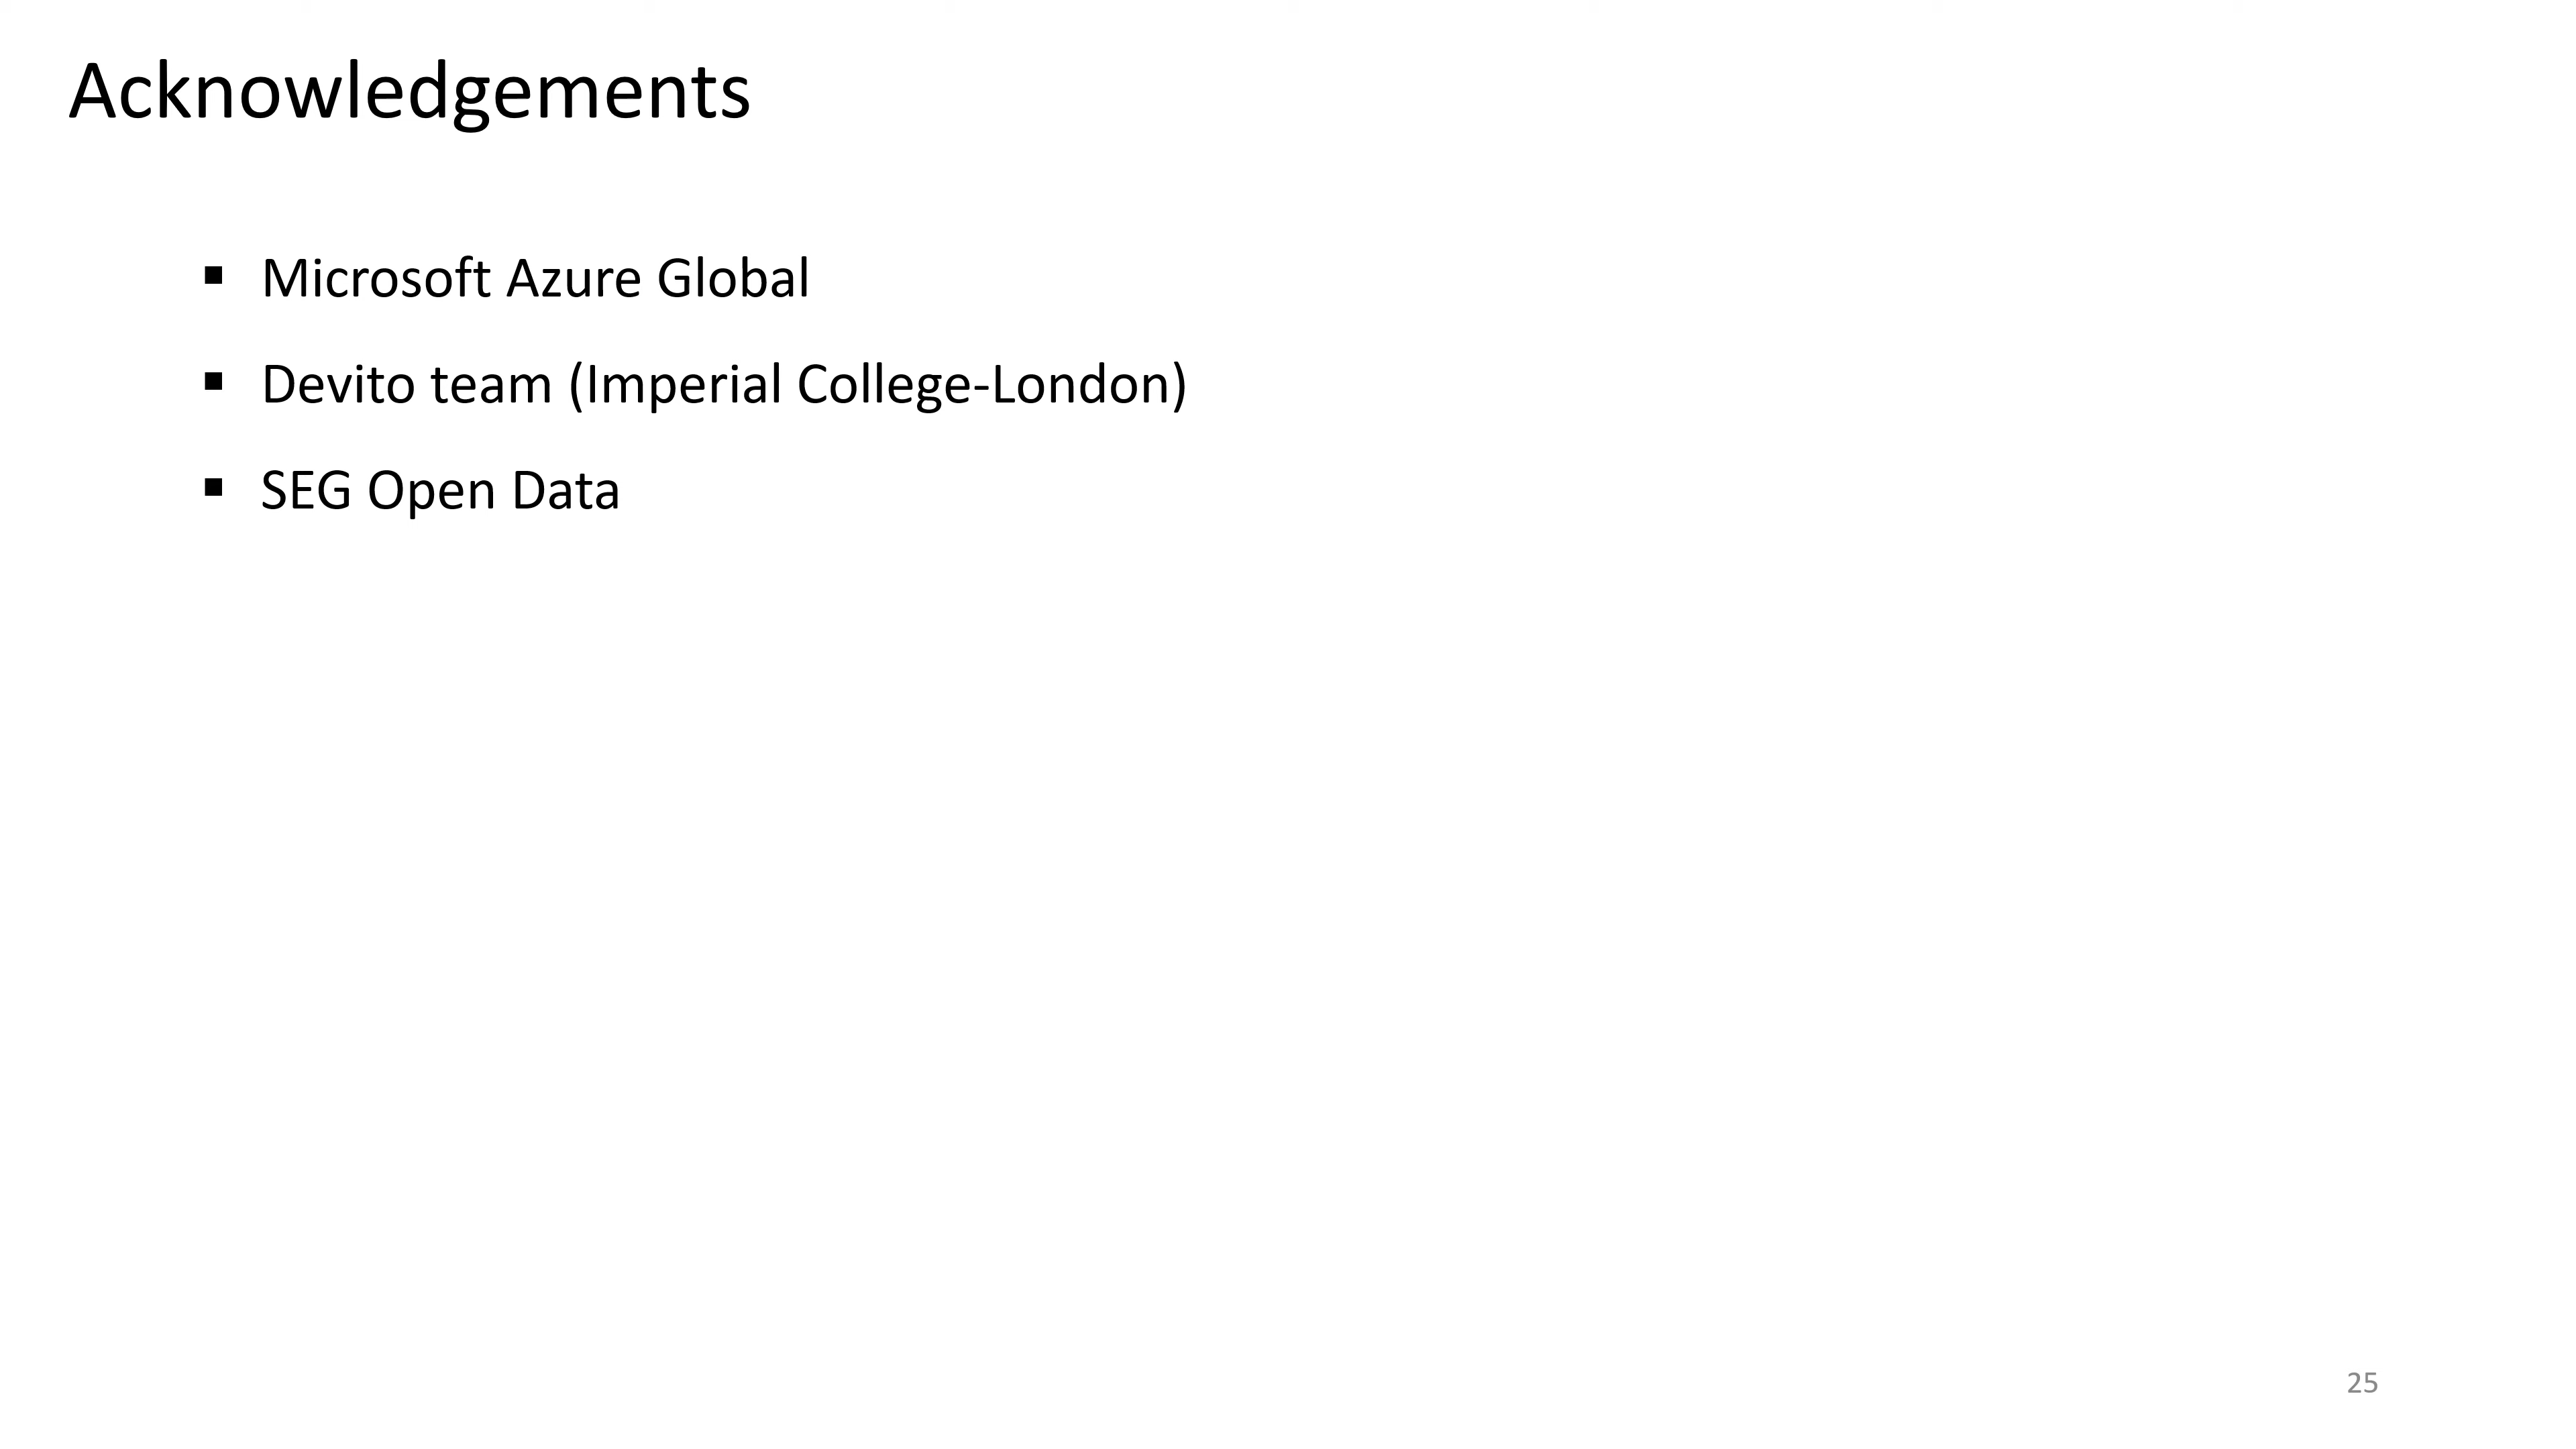 Acknowledgements
▪ Microsoft Azure Global
▪ Devito team (Imperial College-London)
▪ SEG Open Data
25